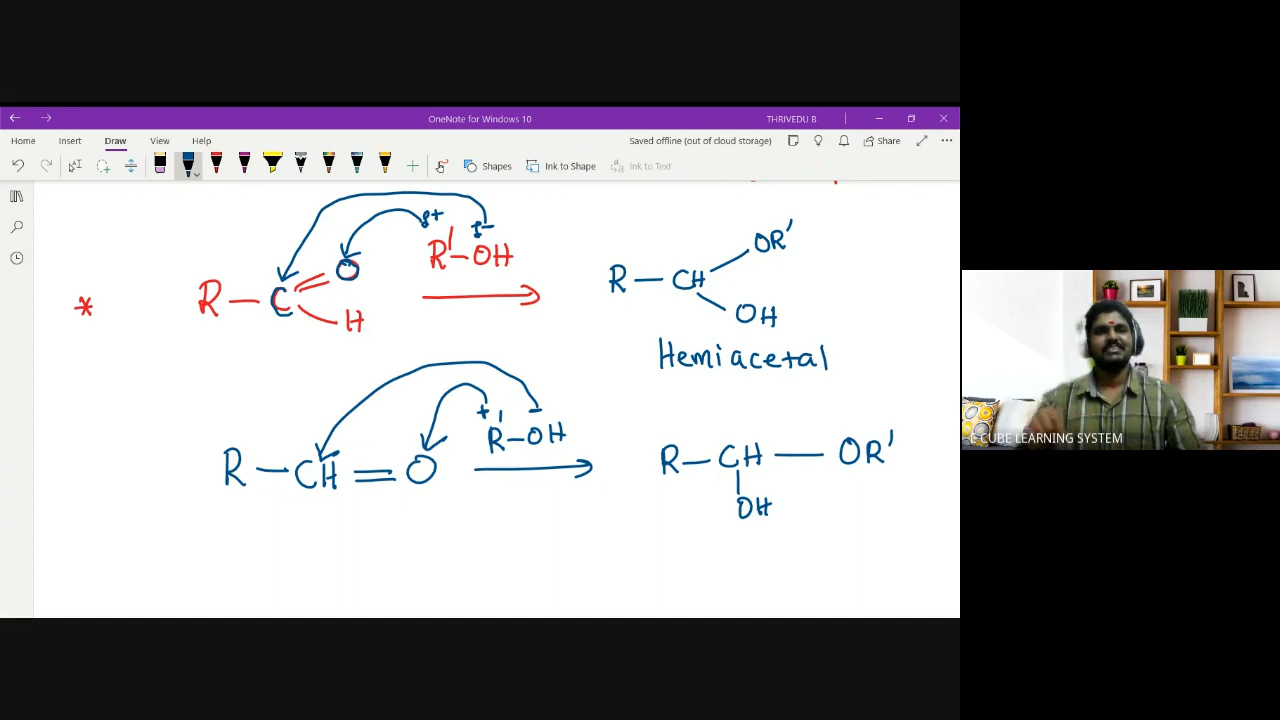 OneNote for Windows 10
THRIVEDU B
Home Insert Draw View Help
Saved offline (out of cloud storage)
Share
Shapes
Ink to Shape
Ink to Text
δ+ δ-
R'-OH
R-C=O
H
*
R-CH
OR'
OH
Hemiacetal
+ -
R'-OH
R-CH=O
R-CH-OR'
OH
C CUBE LEARNING SYSTEM